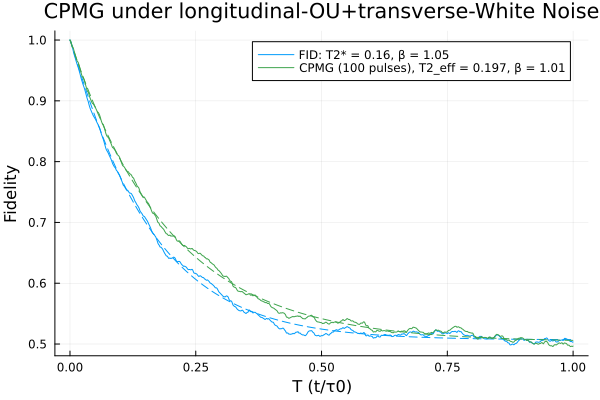 CPMG under longitudinal-OU+transverse-White Noise
FID: T2* = 0.16, β = 1.05
CPMG (100 pulses), T2_eff = 0.197, β = 1.01
Fidelity
1.0
0.9
0.8
0.7
0.6
0.5
0.00
0.25
0.50
0.75
1.00
T (t/τ0)